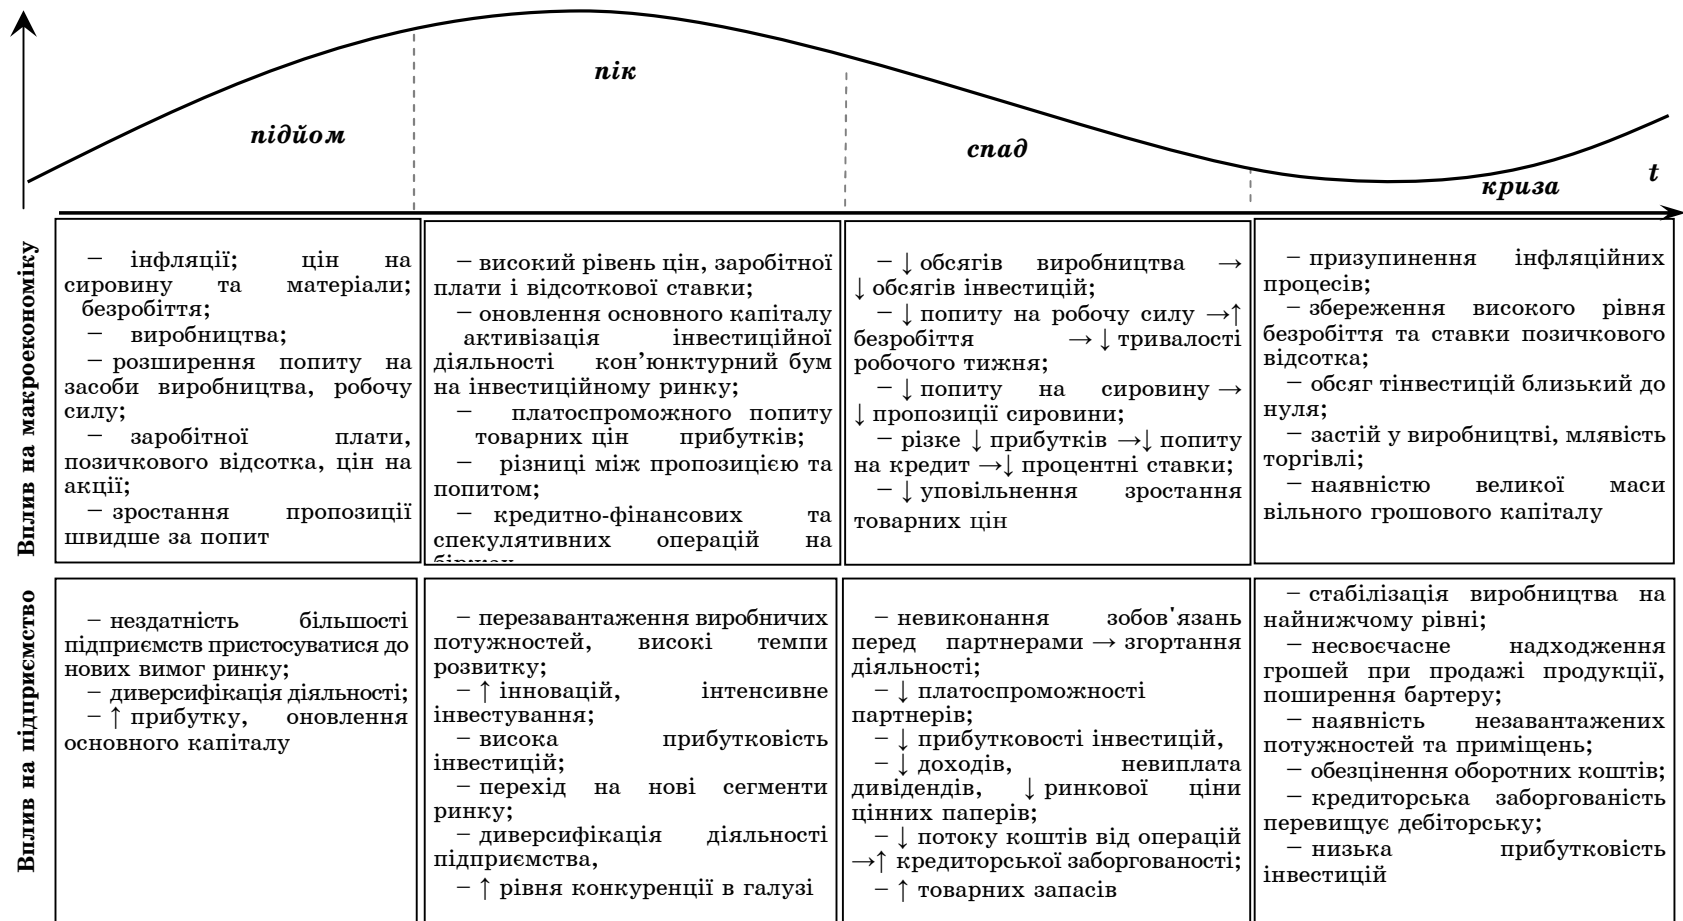 пік
підйом
спад
криза
t
Вплив на макроекономіку
– інфляції; цін на
сировину та матеріали;
безробіття;
– виробництва;
– розширення попиту на
засоби виробництва, робочу
силу;
– заробітної плати,
позичкового відсотка, цін на
акції;
– зростання пропозиції
швидше за попит
– високий рівень цін, заробітної
плати і відсоткової ставки;
– оновлення основного капіталу
активізація інвестиційної
діяльності кон'юнктурний бум
на інвестиційному ринку;
– платоспроможного попиту
товарних цін прибутків;
– різниці між пропозицією та
попитом;
– кредитно-фінансових та
спекулятивних операцій на
– ↓ обсягів виробництва →
↓ обсягів інвестицій;
– ↓ попиту на робочу силу →↑
безробіття → ↓ тривалості
робочого тижня;
– ↓ попиту на сировину →
↓ пропозиції сировини;
– різке ↓ прибутків →↓ попиту
на кредит →↓ процентні ставки;
– ↓ уповільнення зростання
товарних цін
– призупинення інфляційних
процесів;
– збереження високого рівня
безробіття та ставки позичкового
відсотка;
– обсяг тінвестицій близький до
нуля;
– застій у виробництві, млявість
торгівлі;
– наявністю великої маси
вільного грошового капіталу
Вплив на підприємство
– нездатність більшості
підприємств пристосуватися до
нових вимог ринку;
– диверсифікація діяльності;
– ↑ прибутку, оновлення
основного капіталу
– перезавантаження виробничих
потужностей, високі темпи
розвитку;
– ↑ інновацій, інтенсивне
інвестування;
– висока прибутковість
інвестицій;
– перехід на нові сегменти
ринку;
– диверсифікація діяльності
підприємства,
– ↑ рівня конкуренції в галузі
– невиконання зобов'язань
перед партнерами → згортання
діяльності;
– ↓ платоспроможності
партнерів;
– ↓ прибутковості інвестицій,
– ↓ доходів, невиплата
дивідендів, ↓ ринкової ціни
цінних паперів;
– ↓ потоку коштів від операцій
→↑ кредиторської заборгованості;
– ↑ товарних запасів
– стабілізація виробництва на
найнижчому рівні;
– несвоєчасне надходження
грошей при продажі продукції,
поширення бартеру;
– наявність незавантажених
потужностей та приміщень;
– обезцінення оборотних коштів;
– кредиторська заборгованість
перевищує дебіторську;
– низька прибутковість
інвестицій